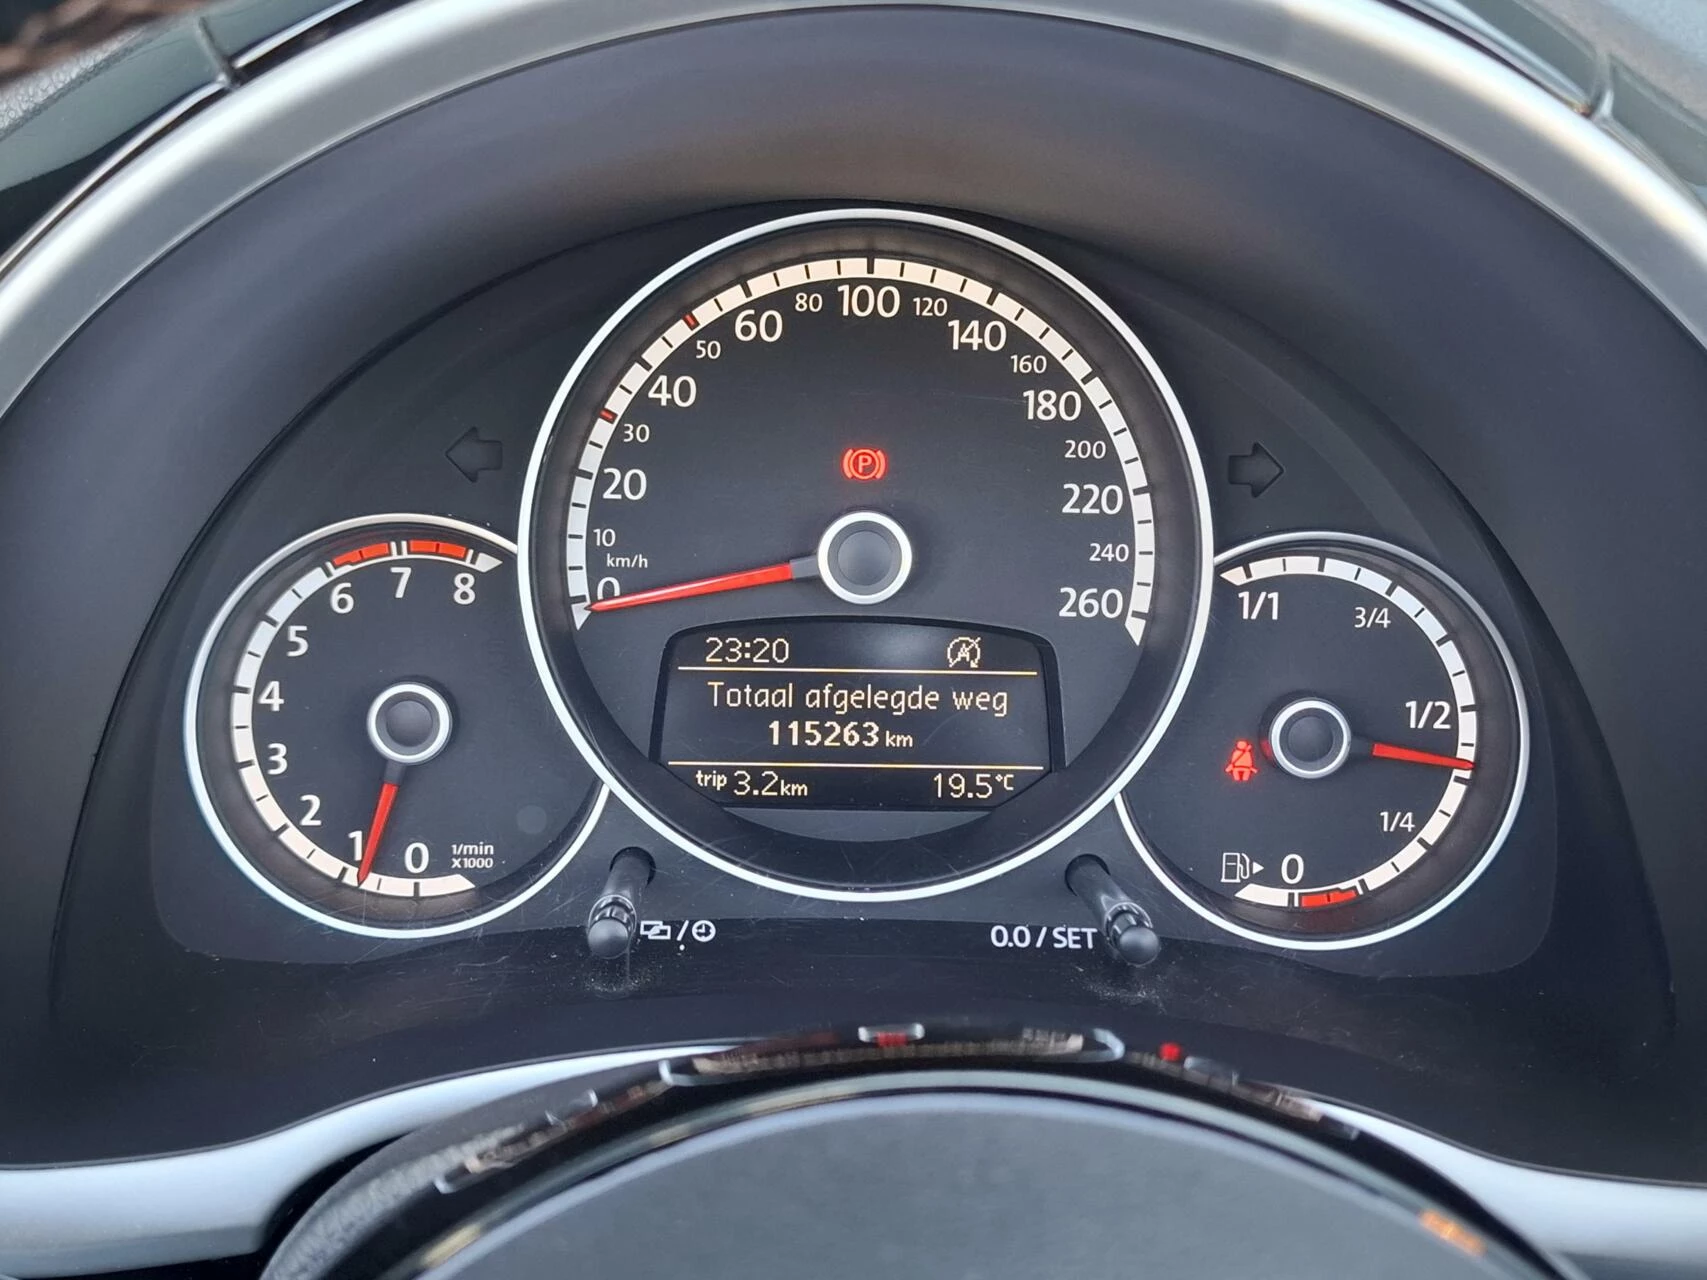 80 100 120
60 140
50 160
40 180
30 200
20 220
10 240
km/h
0 260
6 7 8
5
4
3
2
1
0
1/min
X1000
23:20
Totaal afgelegde weg
115263 km
trip 3.2km 19.5°C
1/1
3/4
1/2
1/4
0
P
0.0 / SET